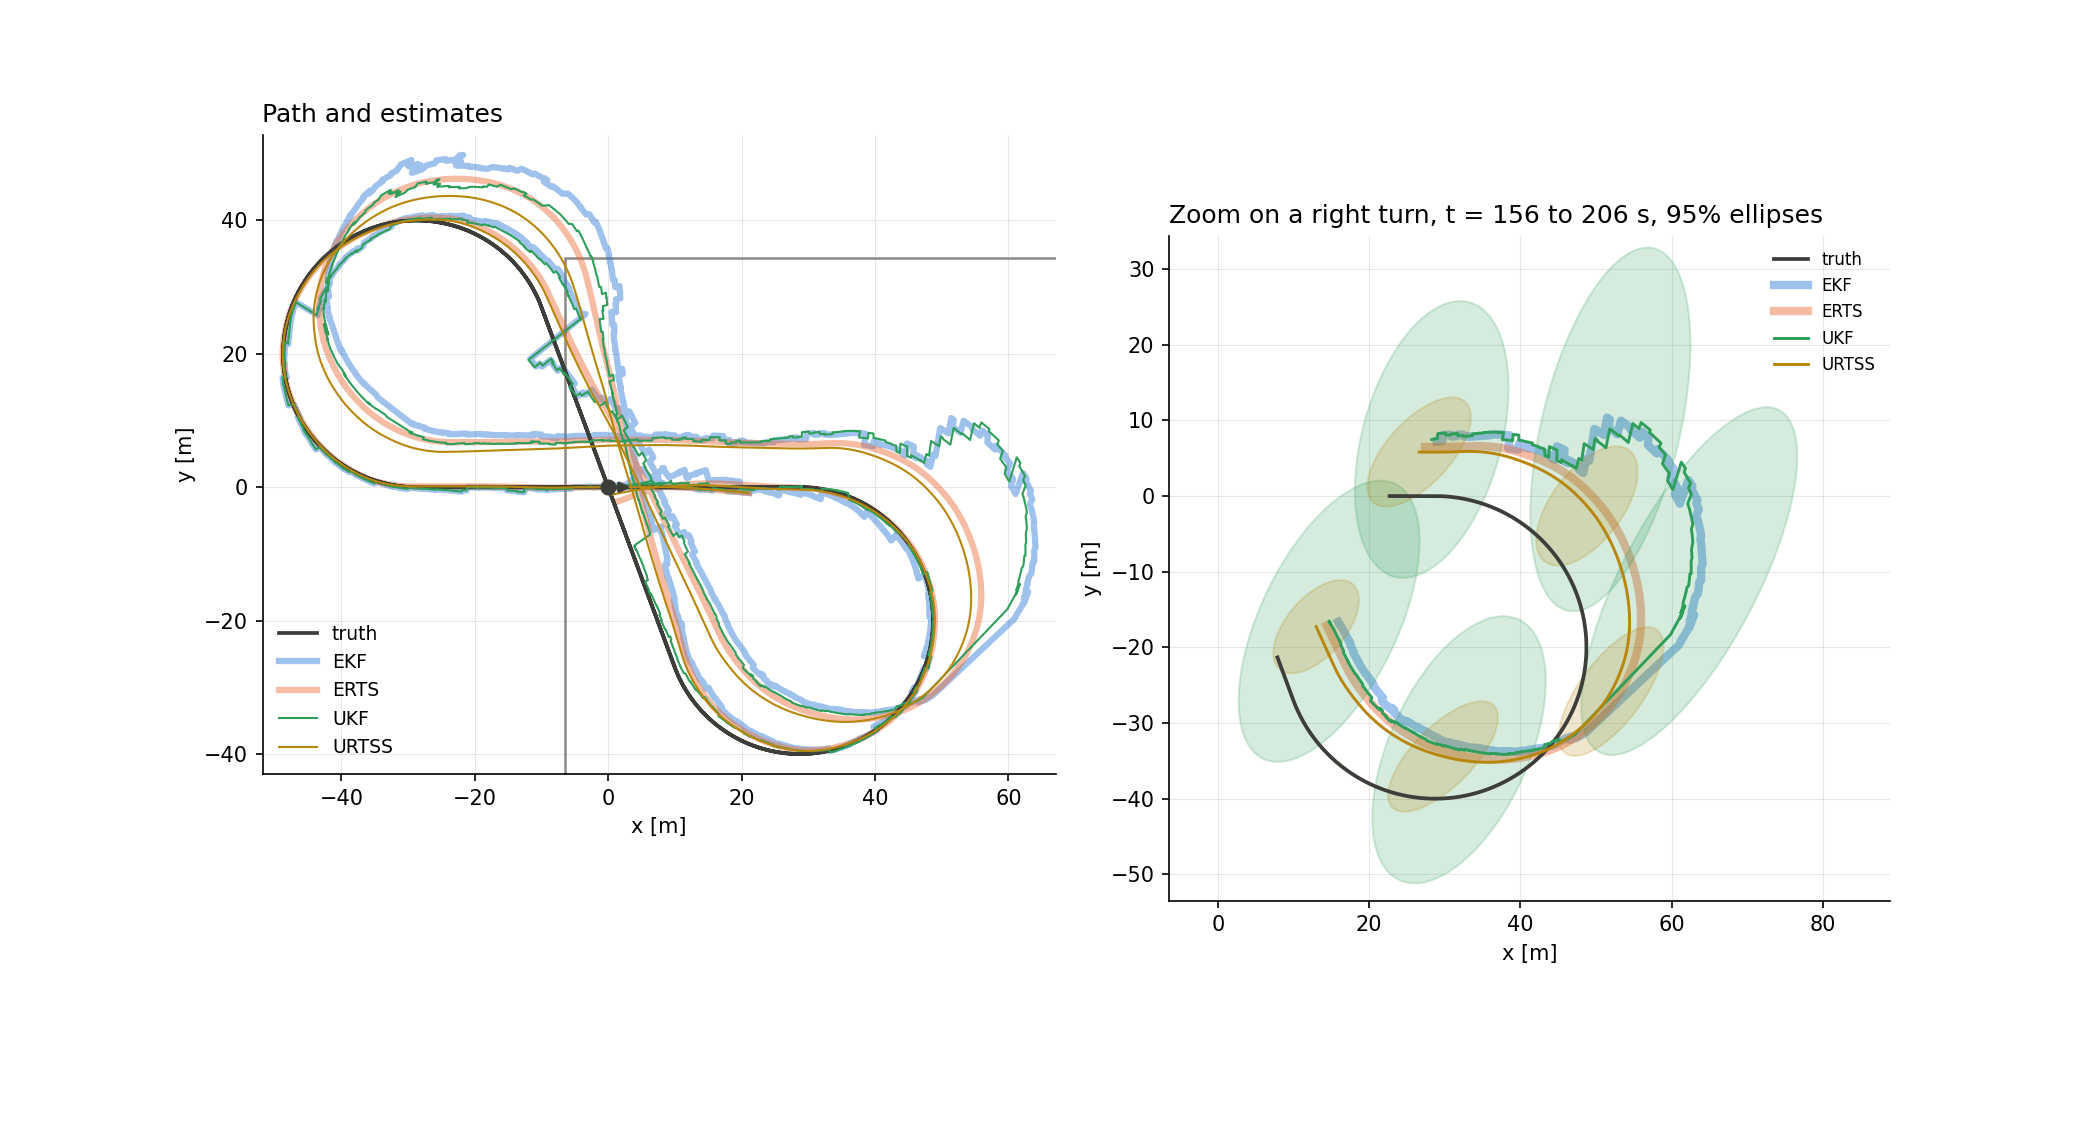 Path and estimates
y [m]
40
20
0
−20
−40
truth
EKF
ERTS
UKF
URTSS
−40
−20
0
20
40
60
x [m]
Zoom on a right turn, t = 156 to 206 s, 95% ellipses
y [m]
30
20
10
0
−10
−20
−30
−40
−50
truth
EKF
ERTS
UKF
URTSS
0
20
40
60
80
x [m]